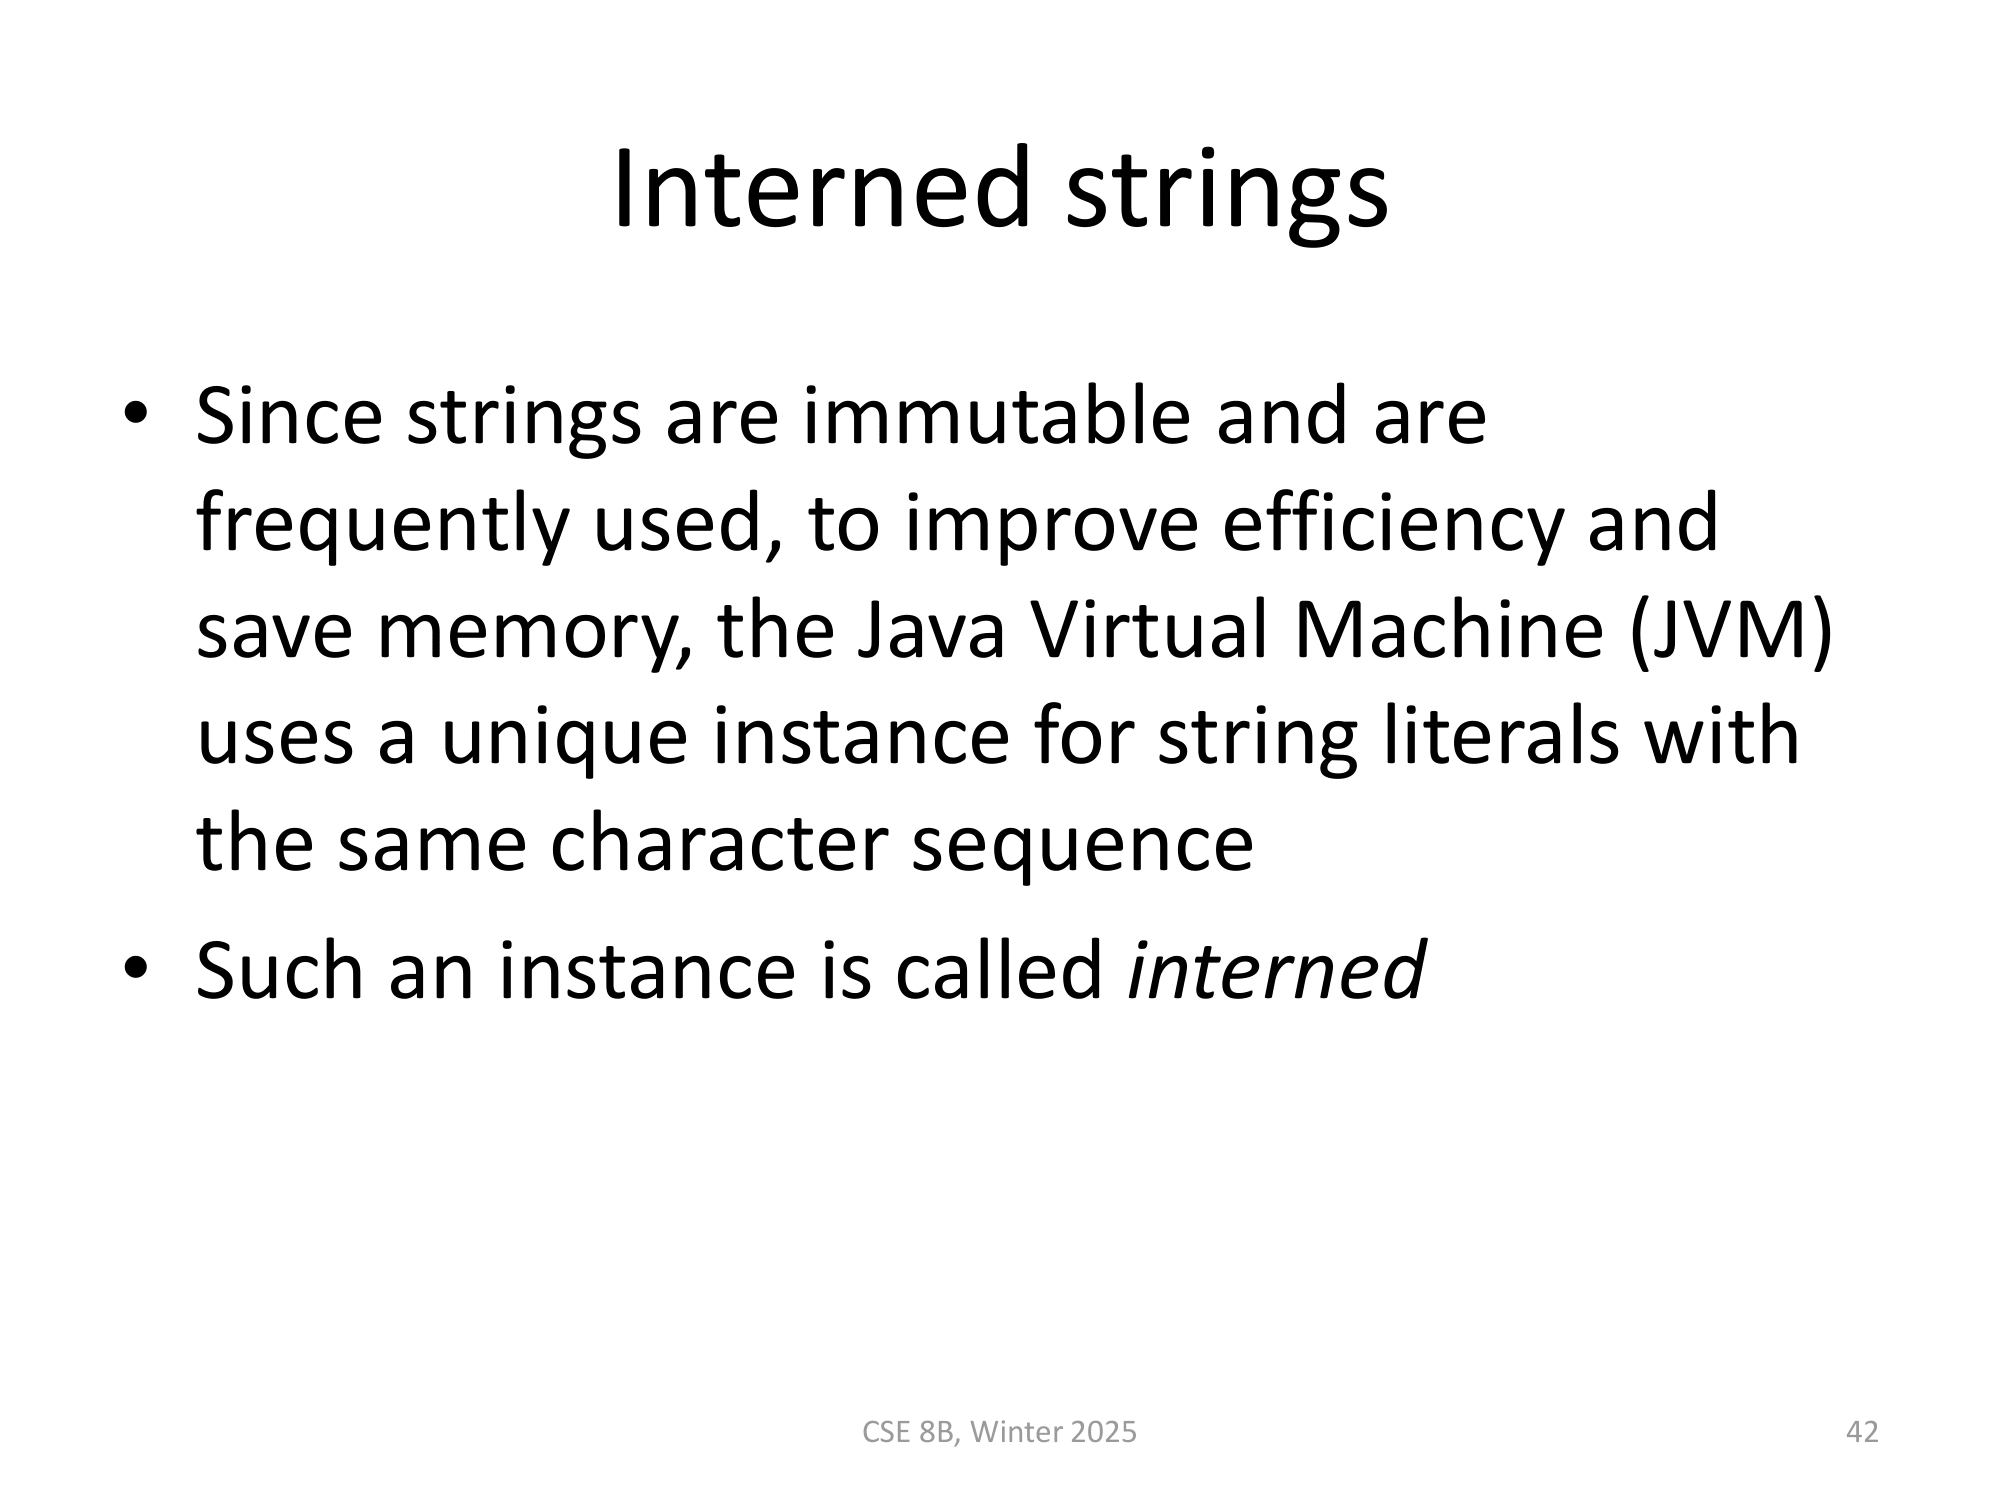 Interned strings
• Since strings are immutable and are
frequently used, to improve efficiency and
save memory, the Java Virtual Machine (JVM)
uses a unique instance for string literals with
the same character sequence
• Such an instance is called interned
CSE 8B, Winter 2025
42